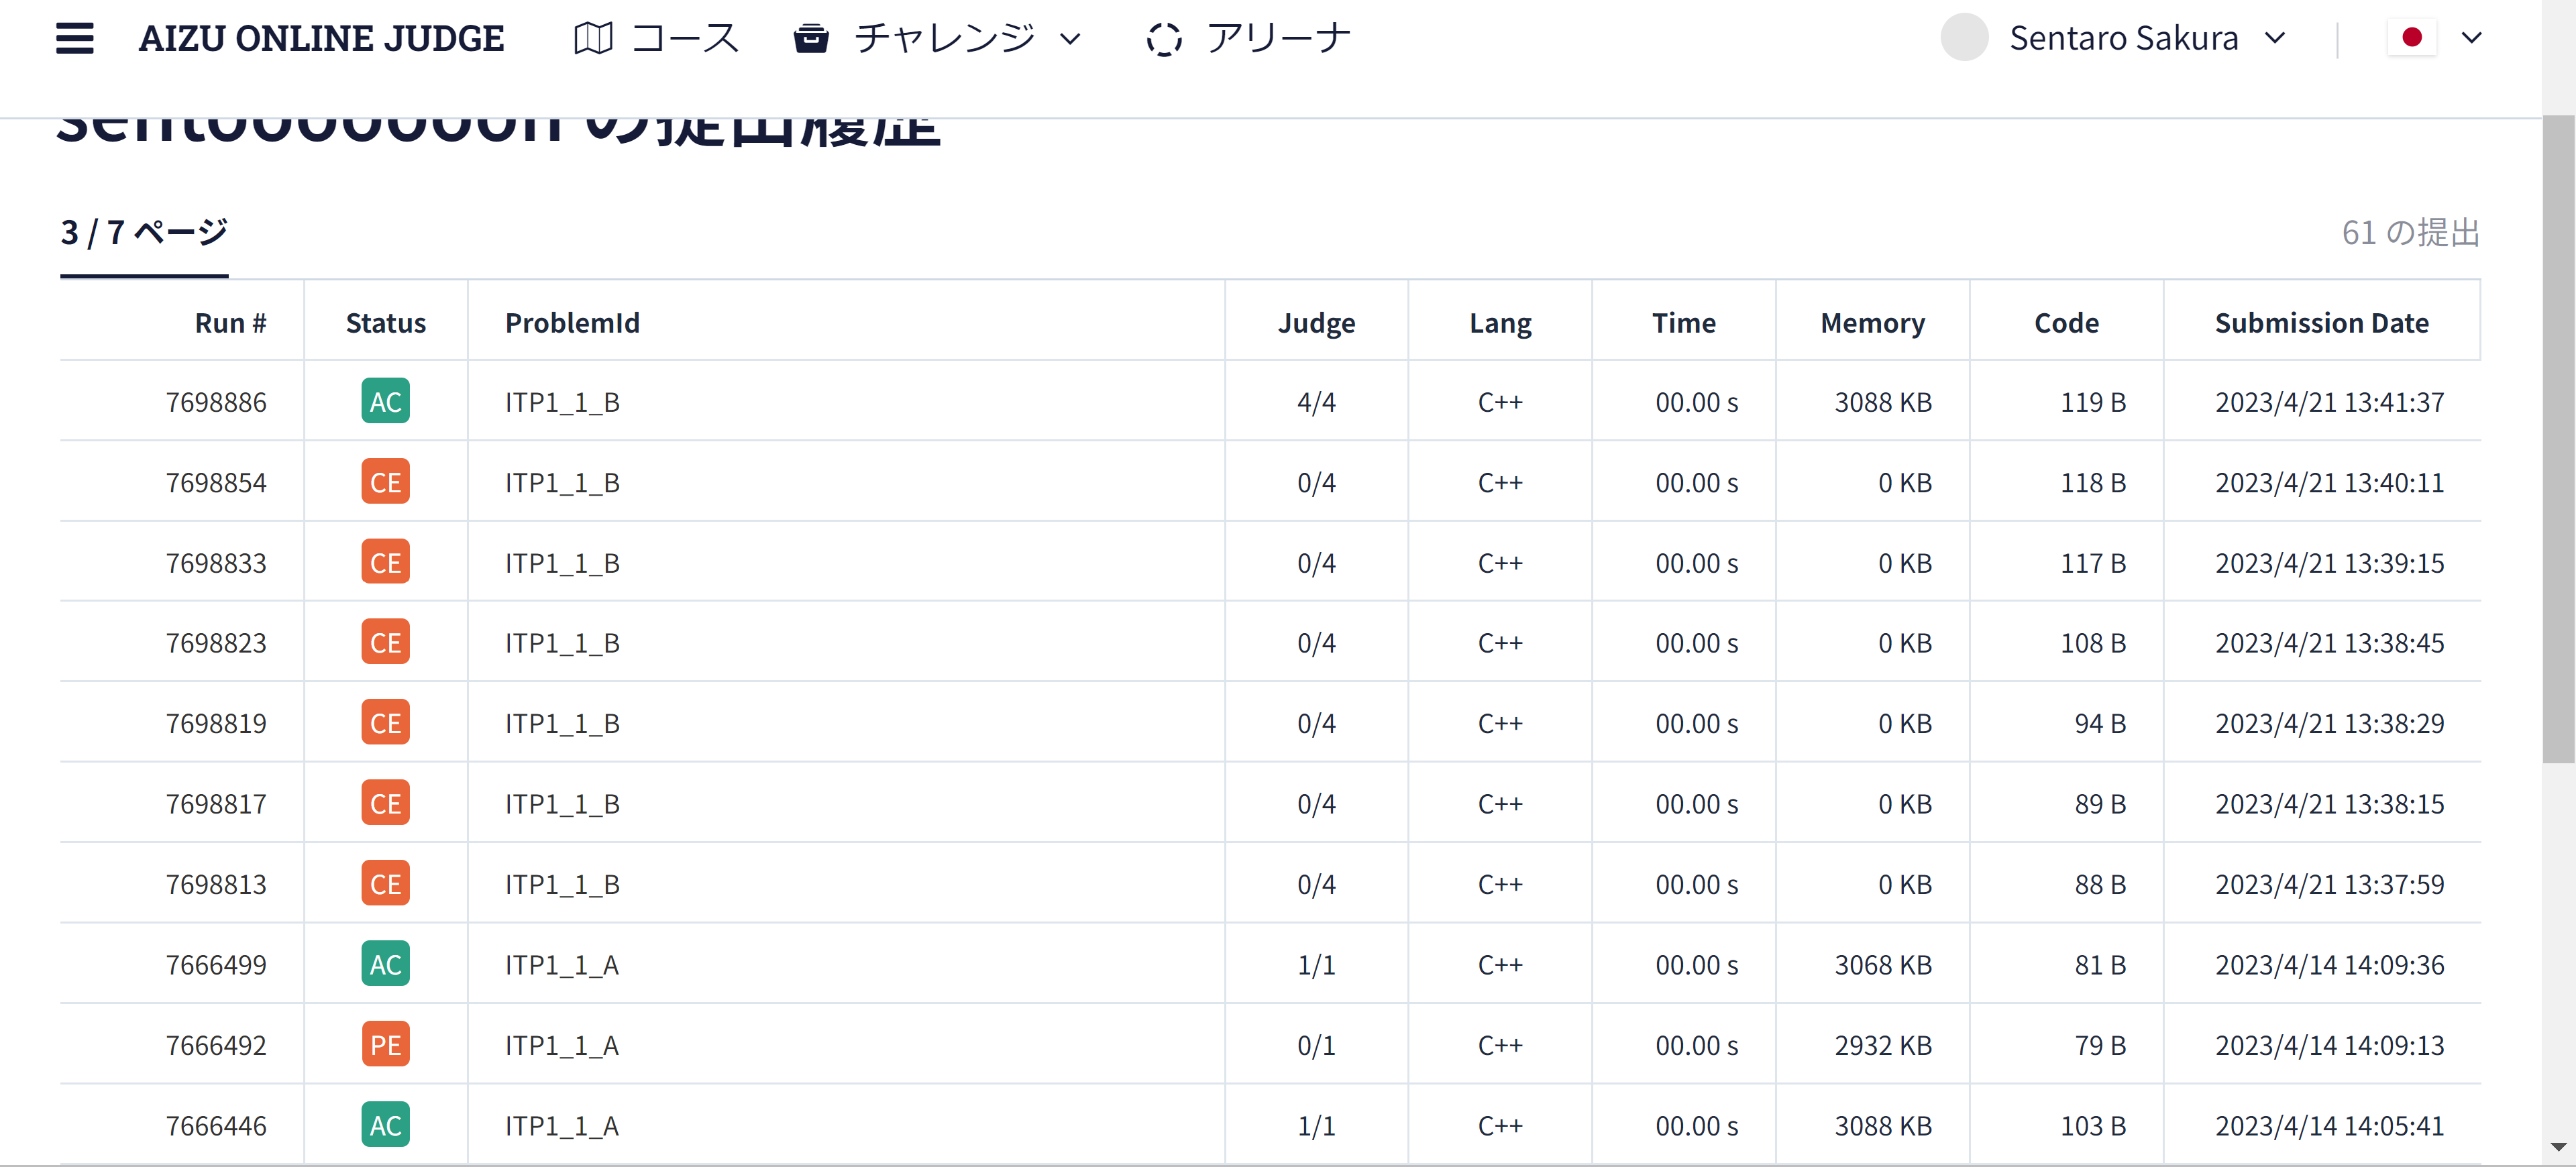 AIZU ONLINE JUDGE コース チャレンジ アリーナ Sentaro Sakura
の提出履歴
3 / 7 ページ 61 の提出
Run # Status ProblemId Judge Lang Time Memory Code Submission Date
7698886 AC ITP1_1_B 4/4 C++ 00.00 s 3088 KB 119 B 2023/4/21 13:41:37
7698854 CE ITP1_1_B 0/4 C++ 00.00 s 0 KB 118 B 2023/4/21 13:40:11
7698833 CE ITP1_1_B 0/4 C++ 00.00 s 0 KB 117 B 2023/4/21 13:39:15
7698823 CE ITP1_1_B 0/4 C++ 00.00 s 0 KB 108 B 2023/4/21 13:38:45
7698819 CE ITP1_1_B 0/4 C++ 00.00 s 0 KB 94 B 2023/4/21 13:38:29
7698817 CE ITP1_1_B 0/4 C++ 00.00 s 0 KB 89 B 2023/4/21 13:38:15
7698813 CE ITP1_1_B 0/4 C++ 00.00 s 0 KB 88 B 2023/4/21 13:37:59
7666499 AC ITP1_1_A 1/1 C++ 00.00 s 3068 KB 81 B 2023/4/14 14:09:36
7666492 PE ITP1_1_A 0/1 C++ 00.00 s 2932 KB 79 B 2023/4/14 14:09:13
7666446 AC ITP1_1_A 1/1 C++ 00.00 s 3088 KB 103 B 2023/4/14 14:05:41